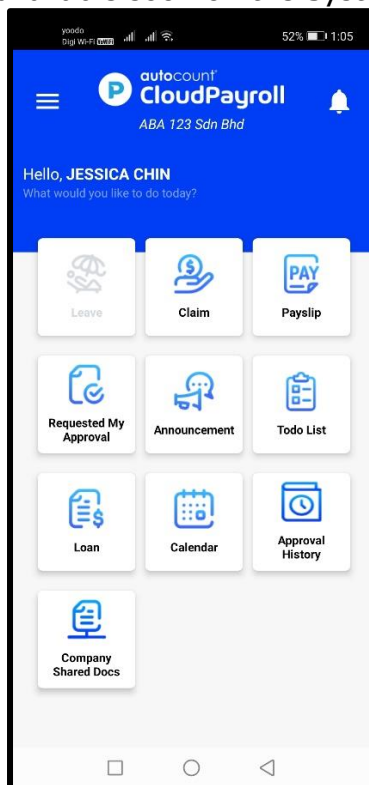 yoodo
Digi Wi-Fi VoWiFi 52% 1:05
P autocount
CloudPayroll
ABA 123 Sdn Bhd
Hello, JESSICA CHIN
What would you like to do today?
Leave
Claim
PAY
Payslip
Requested My
Approval
Announcement
Todo List
Loan
Calendar
Approval
History
Company
Shared Docs